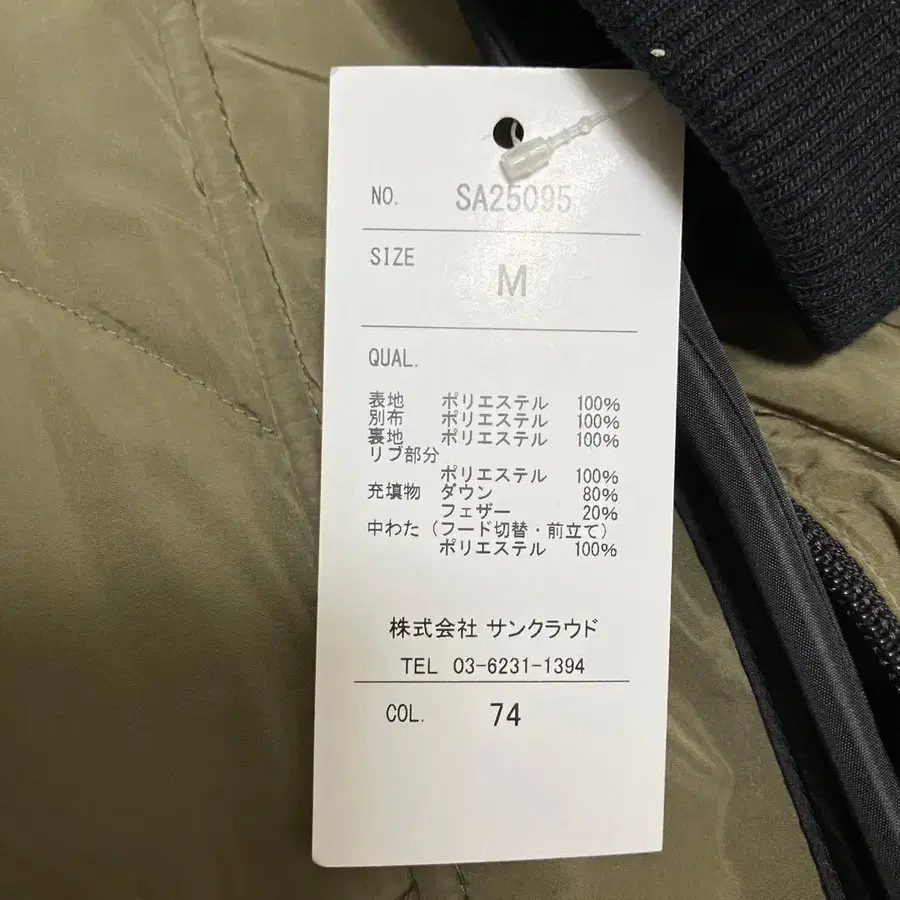 NO. SA25095
SIZE M
QUAL.
表地 ポリエステル 100%
別布 ポリエステル 100%
裏地 ポリエステル 100%
リブ部分
ポリエステル 100%
充填物 ダウン 80%
フェザー 20%
中わた（フード切替・前立て）
ポリエステル 100%
株式会社 サンクラウド
TEL 03-6231-1394
COL. 74